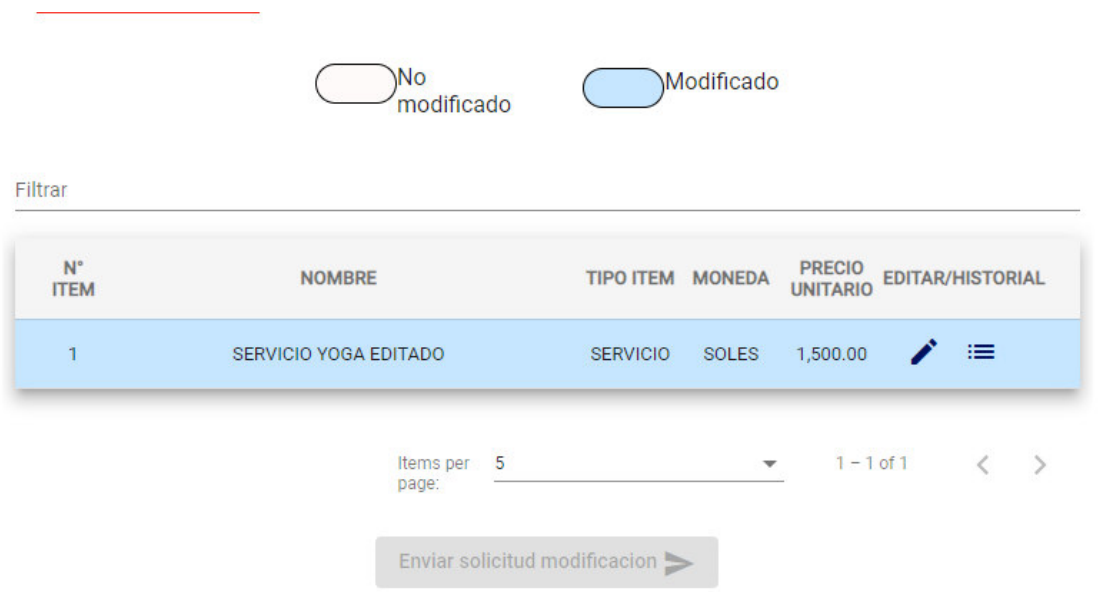 No modificado
Modificado
Filtrar
N° ITEM NOMBRE TIPO ITEM MONEDA PRECIO UNITARIO EDITAR/HISTORIAL
1 SERVICIO YOGA EDITADO SERVICIO SOLES 1,500.00
Items per page: 5 1 – 1 of 1
Enviar solicitud modificacion